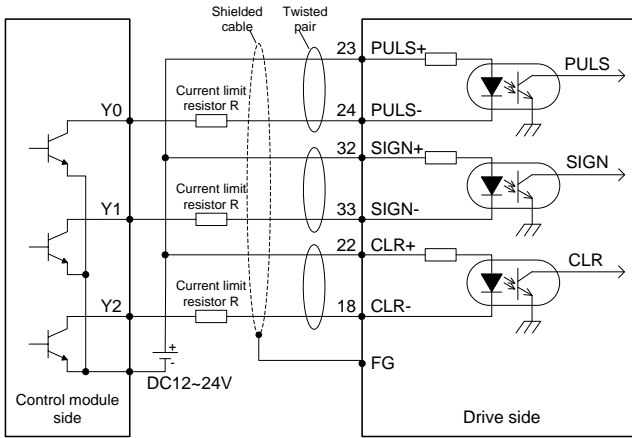 Shielded
cable
Twisted
pair
23 PULS+
PULS
Y0
Current limit
resistor R
24 PULS-
32 SIGN+
SIGN
Y1
Current limit
resistor R
33 SIGN-
22 CLR+
CLR
Y2
Current limit
resistor R
18 CLR-
+
-
DC12~24V
FG
Control module
side
Drive side